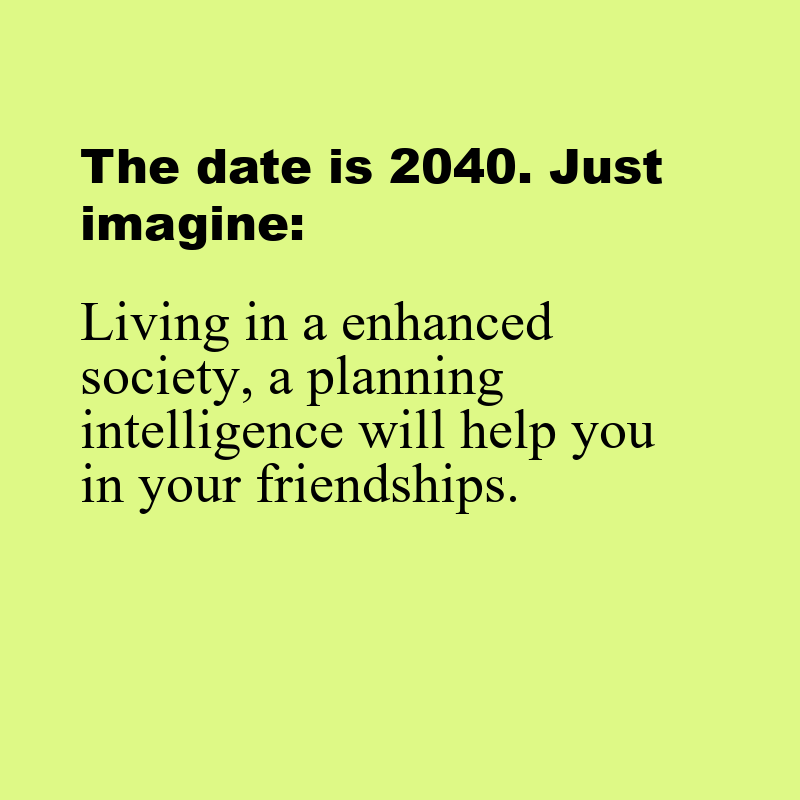 The date is 2040. Just
imagine:
Living in a enhanced
society, a planning
intelligence will help you
in your friendships.